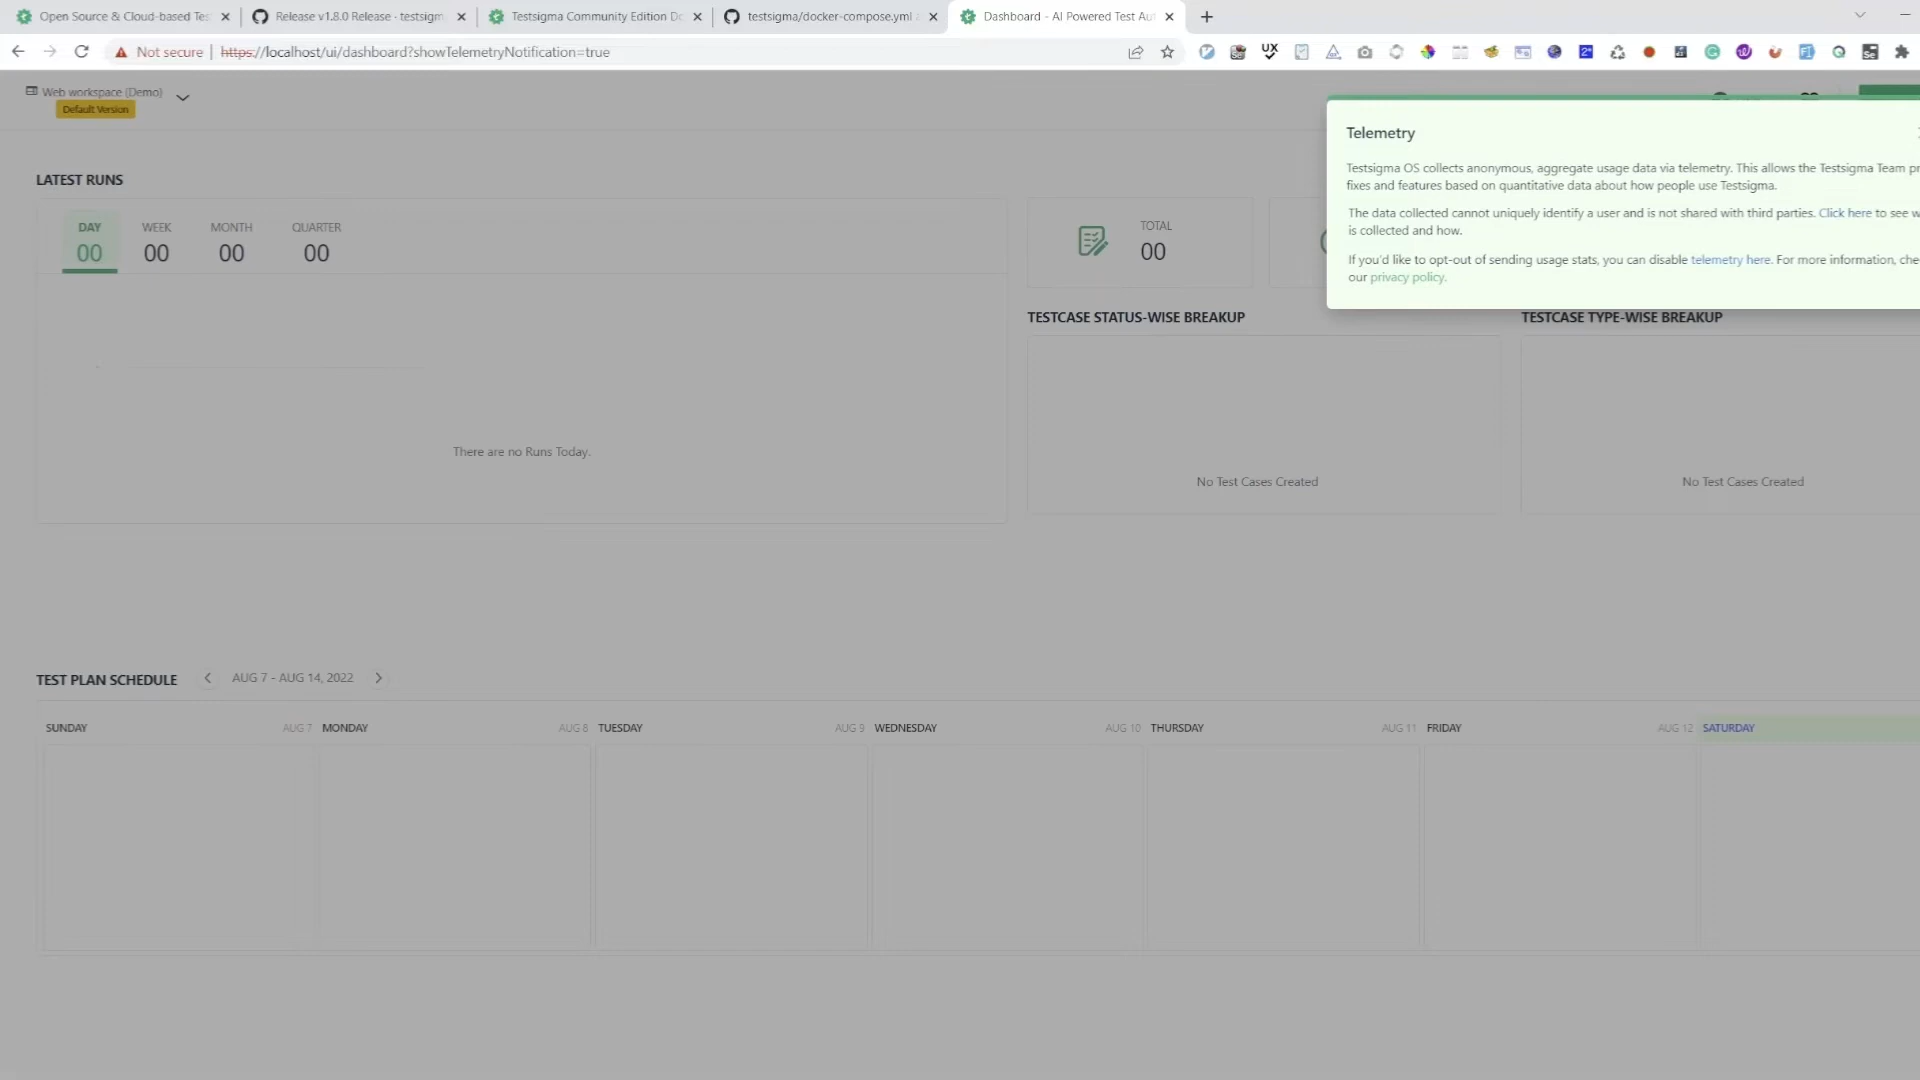 Open Source & Cloud-based Tes
Release v1.8.0 Release · testsigm
Testsigma Community Edition Do
testsigma/docker-compose.yml
Dashboard - AI Powered Test Aut
Not secure
https://localhost/ui/dashboard?showTelemetryNotification=true
UX
Web workspace (Demo)
Default Version
Telemetry
Testsigma OS collects anonymous, aggregate usage data via telemetry. This allows the Testsigma Team pr
fixes and features based on quantitative data about how people use Testsigma.
The data collected cannot uniquely identify a user and is not shared with third parties. Click here to see w
is collected and how.
If you'd like to opt-out of sending usage stats, you can disable telemetry here. For more information, che
our privacy policy.
LATEST RUNS
DAY
00
WEEK
00
MONTH
00
QUARTER
00
There are no Runs Today.
TOTAL
00
TESTCASE STATUS-WISE BREAKUP
No Test Cases Created
TESTCASE TYPE-WISE BREAKUP
No Test Cases Created
TEST PLAN SCHEDULE
AUG 7 - AUG 14, 2022
SUNDAY AUG 7
MONDAY AUG 8
TUESDAY AUG 9
WEDNESDAY AUG 10
THURSDAY AUG 11
FRIDAY AUG 12
SATURDAY